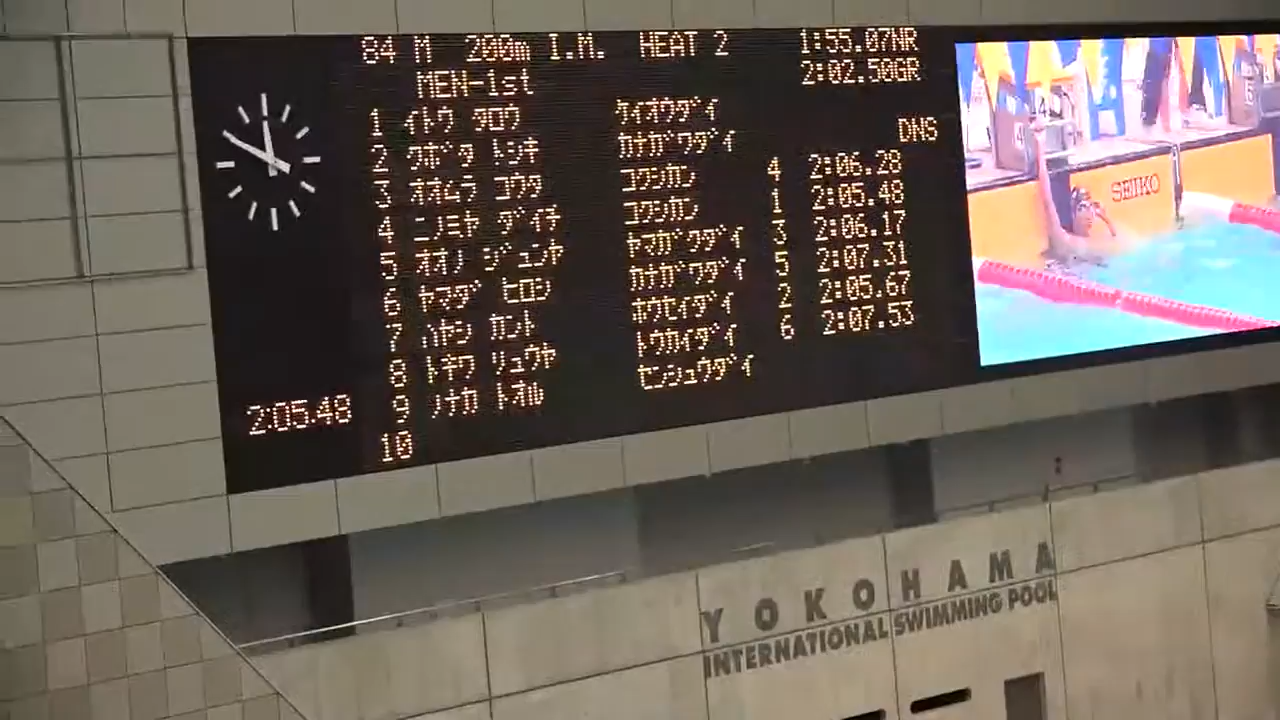 84 M 200m I.M. HEAT 2 1:55.07NR
MEN-1st 2:02.50GR
1 イトウ タロウ ケイオウダイ DNS
2 クボタ トシキ カナガワダイ 4 2:06.28
3 オオムラ コウタ コクシカン 1 2:05.48
4 ニノミヤ ダイチ コクシカン 3 2:06.17
5 オオノ ジュント ヤマガクダイ 5 2:07.31
6 ヤマダ ヒロシ カナガワダイ 2 2:05.67
7 ハヤシ カント ホウセイダイ 6 2:07.53
8 トキワ リュウヤ トウカイダイ
9 ソナカ トオル センシュウダイ
10
2:05.48
SEIKO
YOKOHAMA
INTERNATIONAL SWIMMING POOL